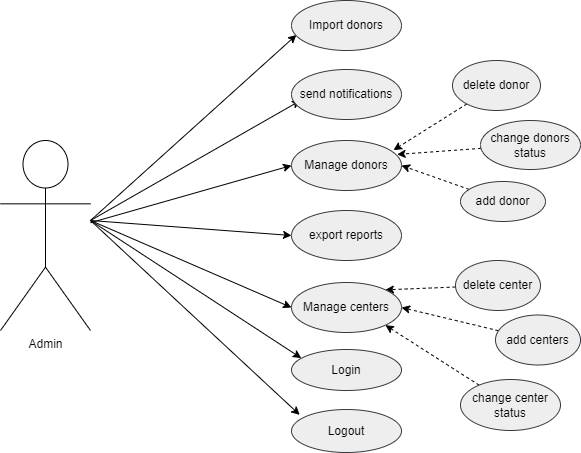 Import donors
send notifications
delete donor
change donors
status
Manage donors
add donor
export reports
delete center
Manage centers
add centers
Admin
Login
change center
status
Logout